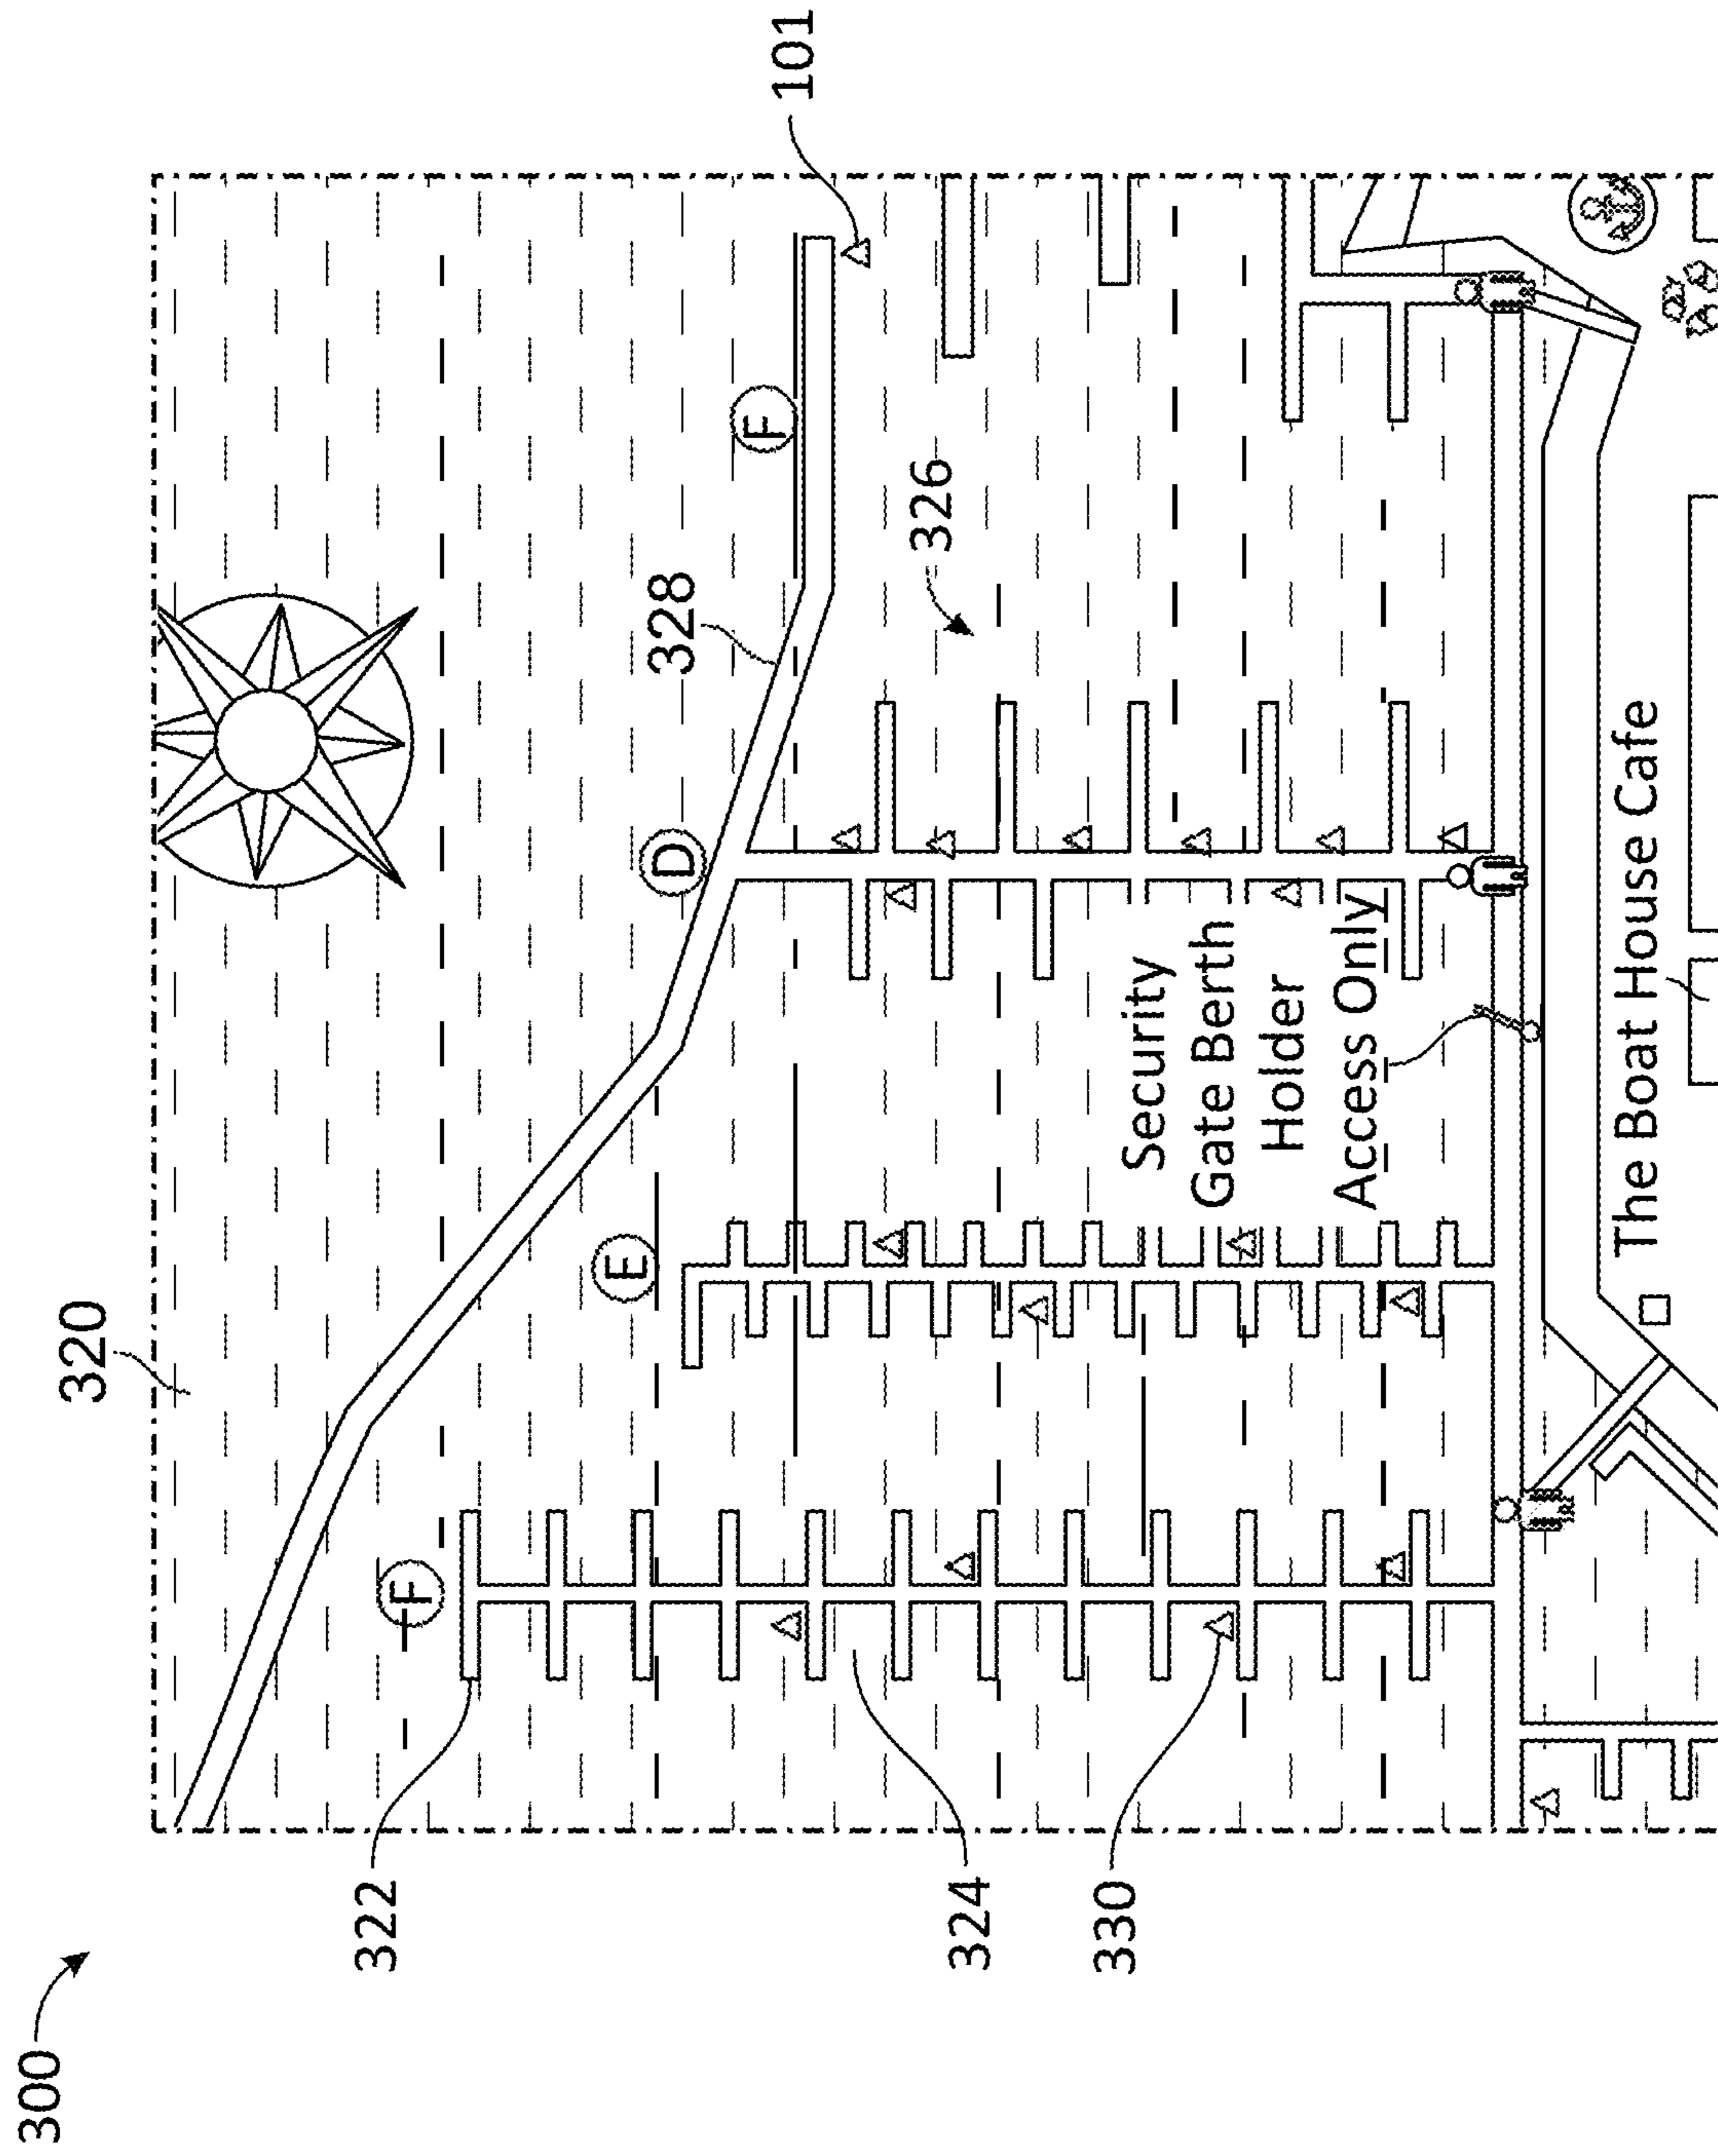 300
320
322
324
330
328
326
101
F
E
D
F
Security
Gate Berth
Holder
Access Only
The Boat House Cafe